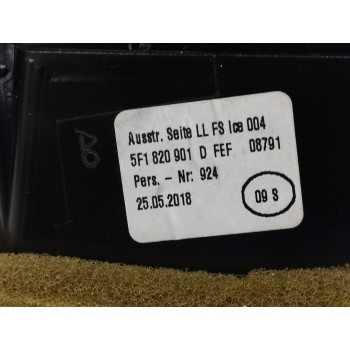 Ausstr. Seite LL FS Ice 004
5F1 820 901 D FEF 08791
Pers. - Nr: 924
25.05.2018
09 S